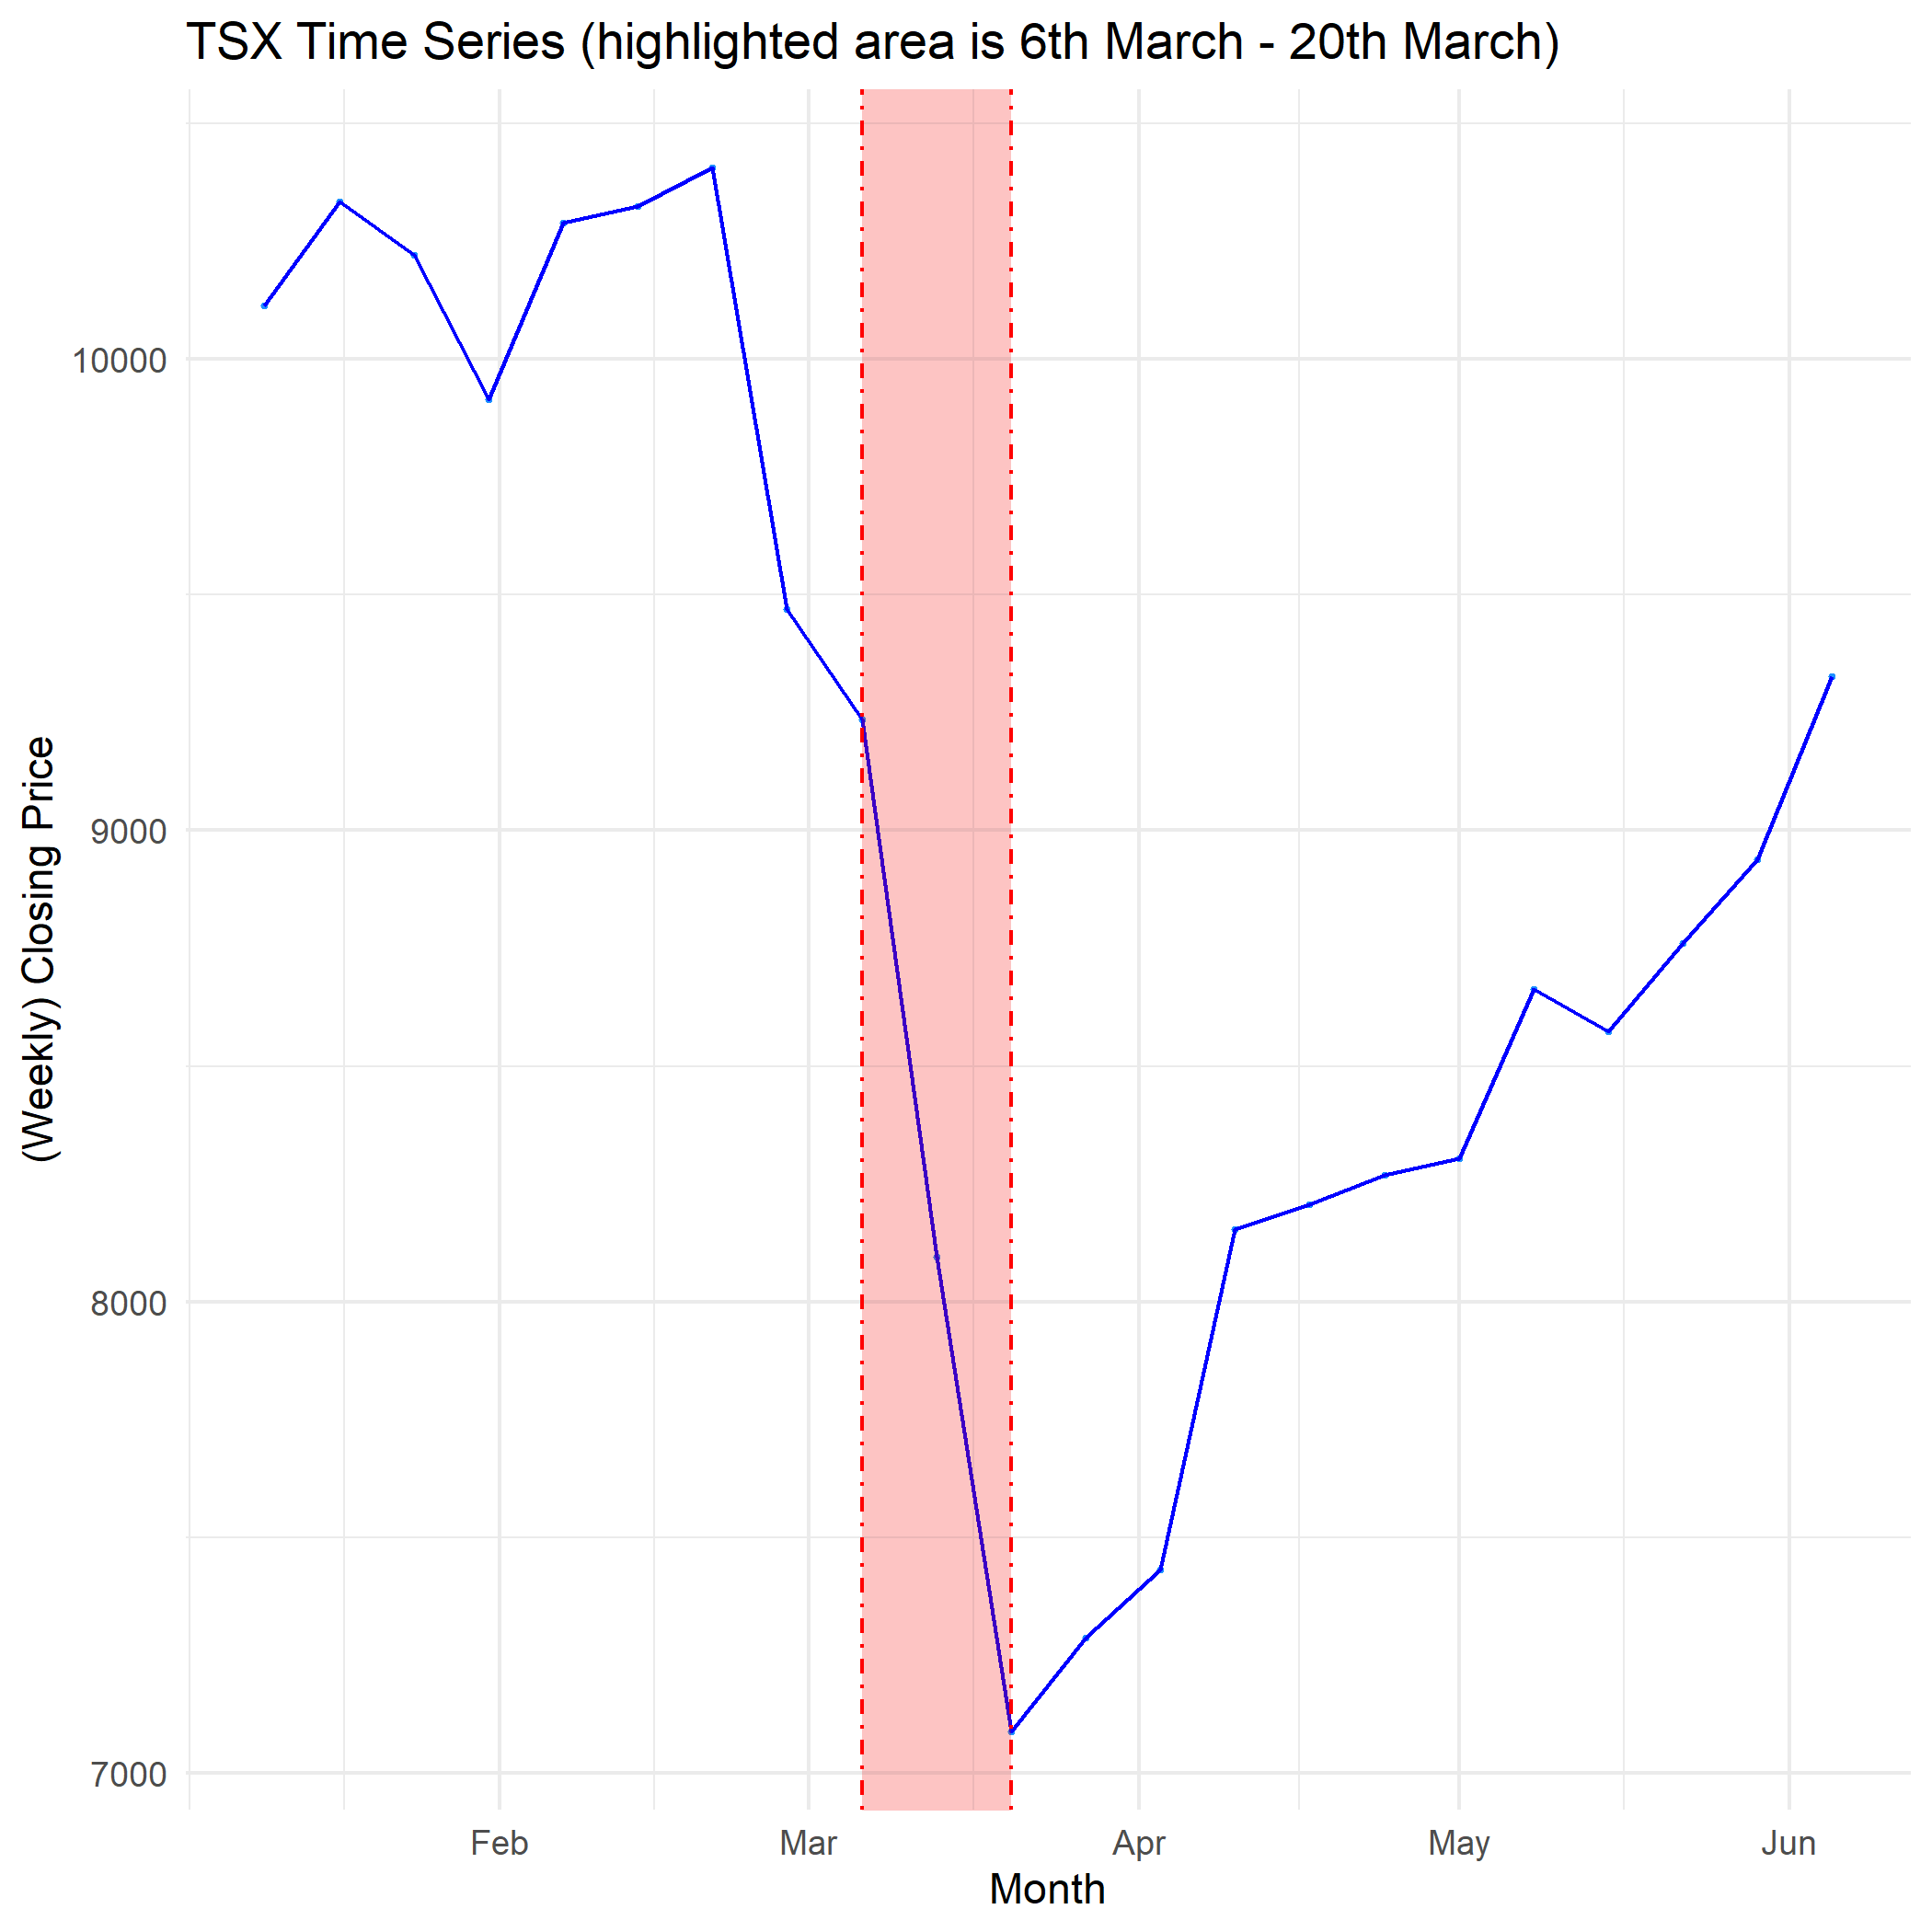 TSX Time Series (highlighted area is 6th March - 20th March)
(Weekly) Closing Price
10000
9000
8000
7000
Feb
Mar
Apr
May
Jun
Month